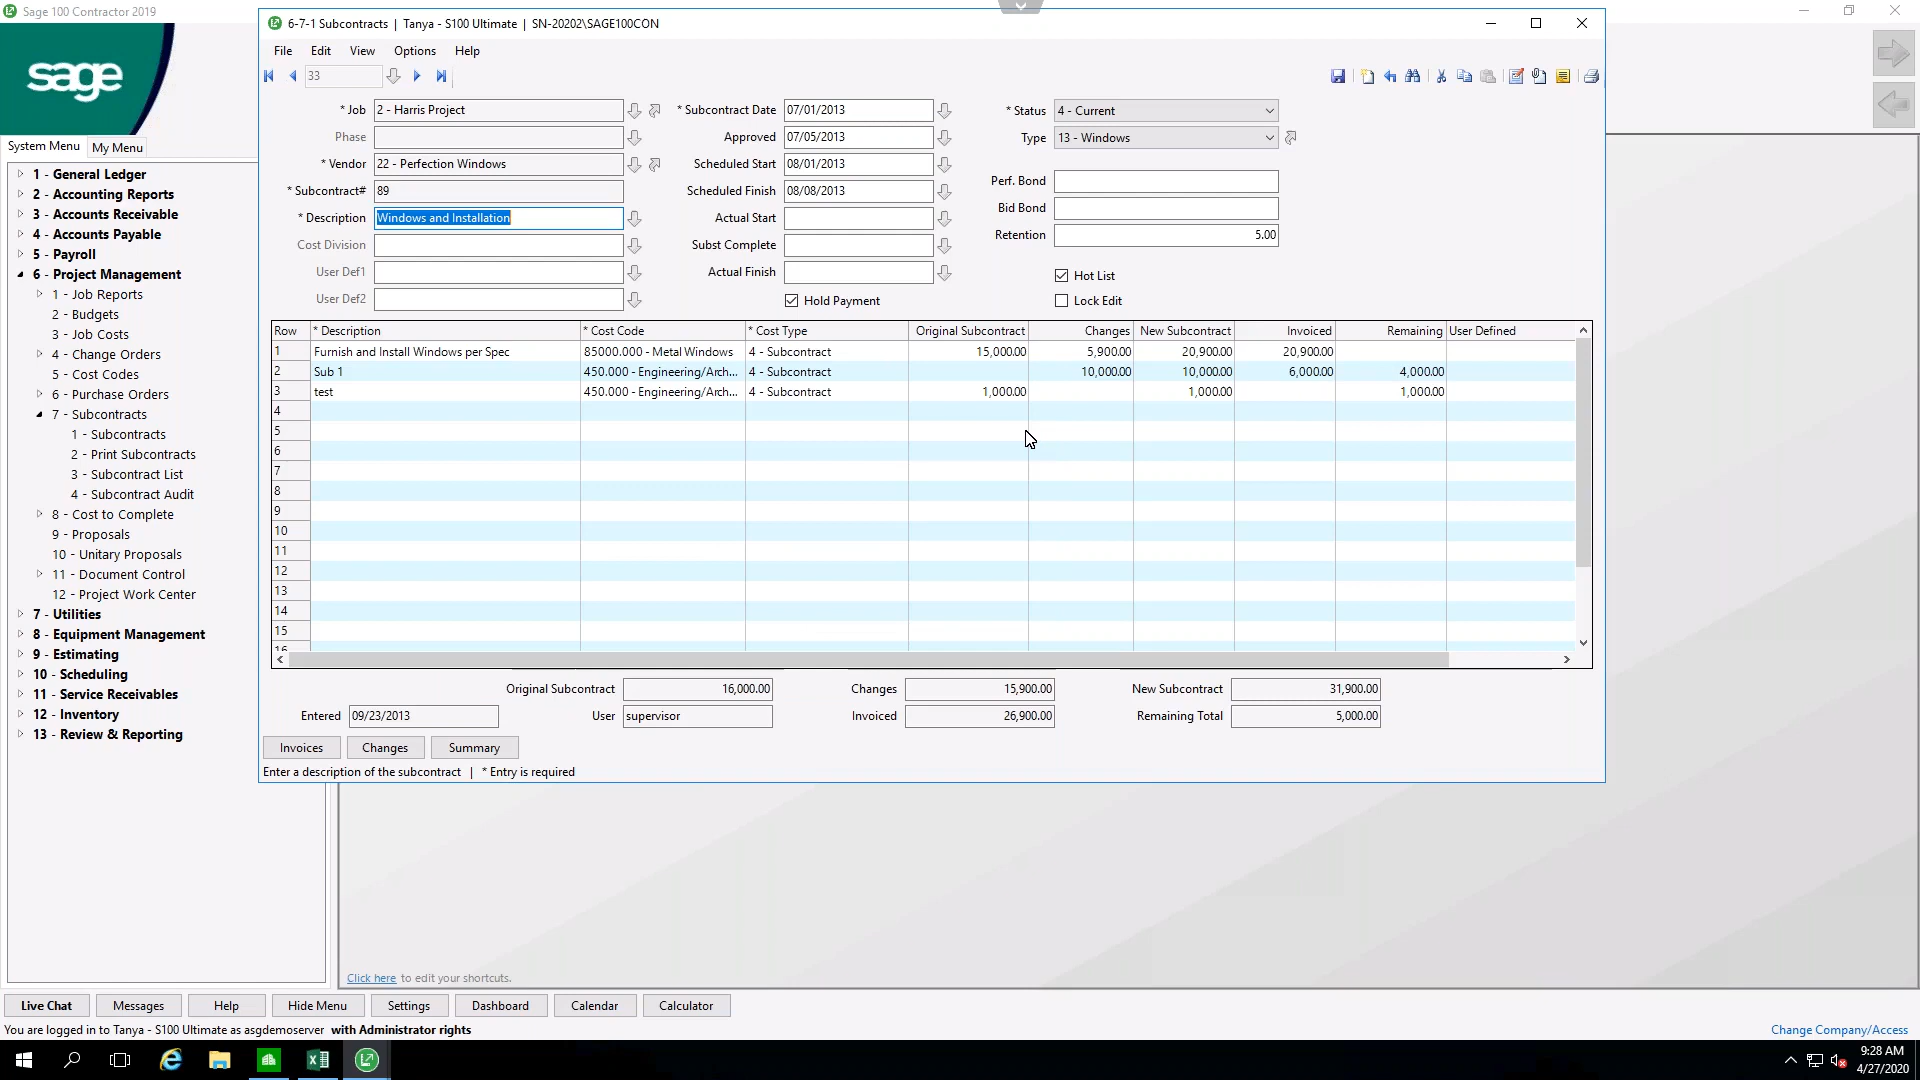 Sage 100 Contractor 2019
sage
System Menu
My Menu
1 - General Ledger
2 - Accounting Reports
3 - Accounts Receivable
4 - Accounts Payable
5 - Payroll
6 - Project Management
1 - Job Reports
2 - Budgets
3 - Job Costs
4 - Change Orders
5 - Cost Codes
6 - Purchase Orders
7 - Subcontracts
1 - Subcontracts
2 - Print Subcontracts
3 - Subcontract List
4 - Subcontract Audit
8 - Cost to Complete
9 - Proposals
10 - Unitary Proposals
11 - Document Control
12 - Project Work Center
7 - Utilities
8 - Equipment Management
9 - Estimating
10 - Scheduling
11 - Service Receivables
12 - Inventory
13 - Review & Reporting
6-7-1 Subcontracts | Tanya - S100 Ultimate | SN-20202\SAGE100CON
File Edit View Options Help
33
* Job 2 - Harris Project * Subcontract Date 07/01/2013 * Status 4 - Current
Phase Approved 07/05/2013 Type 13 - Windows
* Vendor 22 - Perfection Windows Scheduled Start 08/01/2013
Perf. Bond
* Subcontract# 89 Scheduled Finish 08/08/2013
Bid Bond
* Description Windows and Installation Actual Start
Retention 5.00
Cost Division Subst Complete
User Def1 Actual Finish Hot List
User Def2 Hold Payment Lock Edit
Row * Description * Cost Code * Cost Type Original Subcontract Changes New Subcontract Invoiced Remaining User Defined
1 Furnish and Install Windows per Spec 85000.000 - Metal Windows 4 - Subcontract 15,000.00 5,900.00 20,900.00 20,900.00
2 Sub 1 450.000 - Engineering/Arch... 4 - Subcontract 10,000.00 10,000.00 6,000.00 4,000.00
3 test 450.000 - Engineering/Arch... 4 - Subcontract 1,000.00 1,000.00 1,000.00
4
5
6
7
8
9
10
11
12
13
14
15
16
Original Subcontract 16,000.00 Changes 15,900.00 New Subcontract 31,900.00
Entered 09/23/2013 User supervisor Invoiced 26,900.00 Remaining Total 5,000.00
Invoices Changes Summary
Enter a description of the subcontract | * Entry is required
Click here to edit your shortcuts.
Live Chat Messages Help Hide Menu Settings Dashboard Calendar Calculator
You are logged in to Tanya - S100 Ultimate as asgdemoserver with Administrator rights
Change Company/Access
9:28 AM
4/27/2020